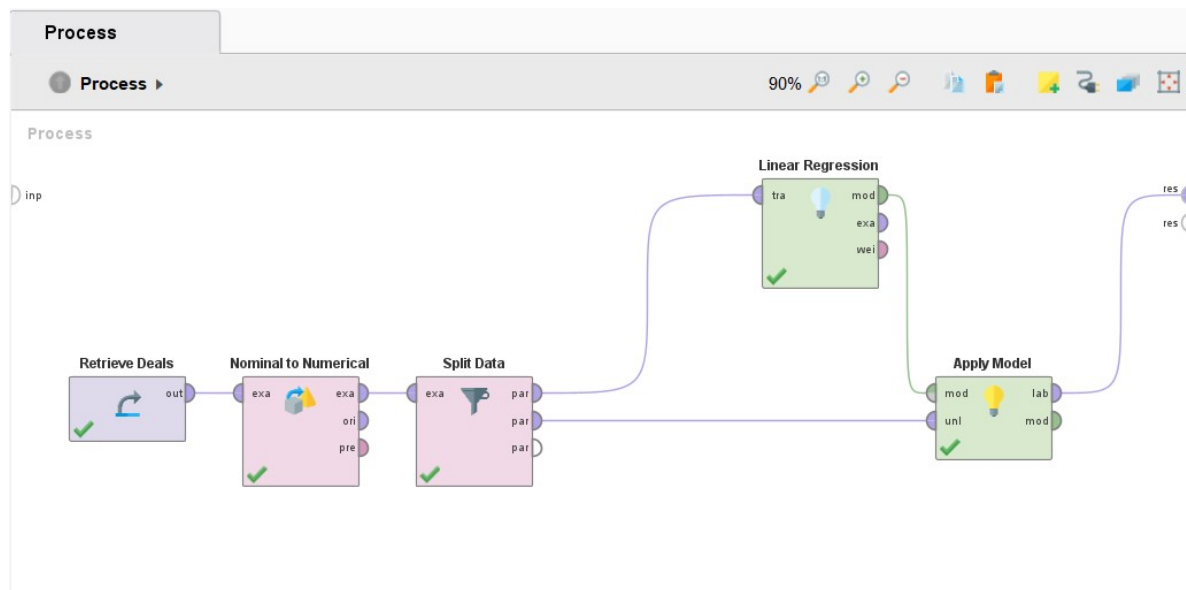 Process
Process
90%
Process
inp
Linear Regression
tra mod
exa
wei
res
res
Retrieve Deals
out
Nominal to Numerical
exa exa
ori
pre
Split Data
exa par
par
par
Apply Model
mod lab
unl mod